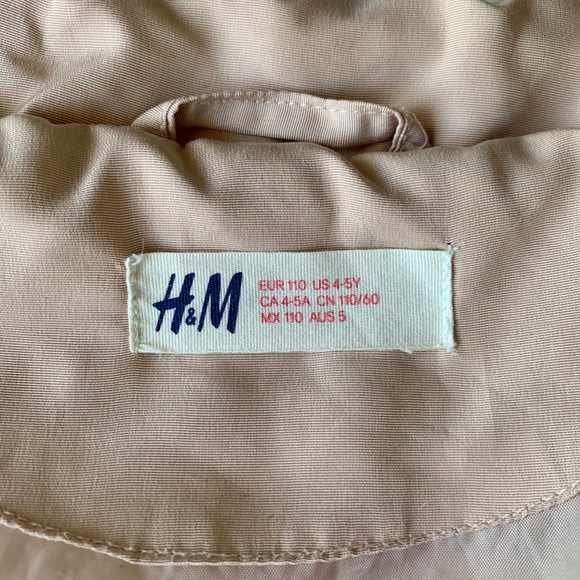 H&M
EUR 110 US 4-5Y
CA 4-5A CN 110/60
MX 110 AUS 5